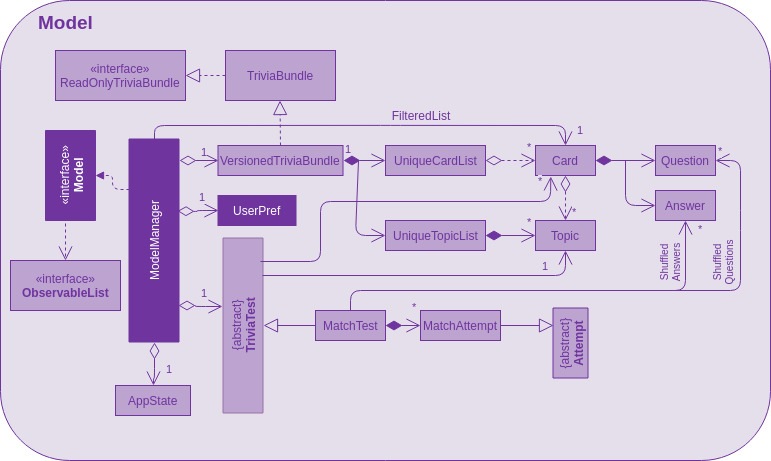 Model
«interface»
ReadOnlyTriviaBundle
TriviaBundle
FilteredList
1
«interface»
Model
ModelManager
1
VersionedTriviaBundle
1
UniqueCardList
*
Card
Question
*
*
1
UserPref
Answer
*
*
UniqueTopicList
*
Topic
1
Shuffled
Answers
Shuffled
Questions
«interface»
ObservableList
1
{abstract}
TriviaTest
MatchTest
*
MatchAttempt
{abstract}
Attempt
1
AppState